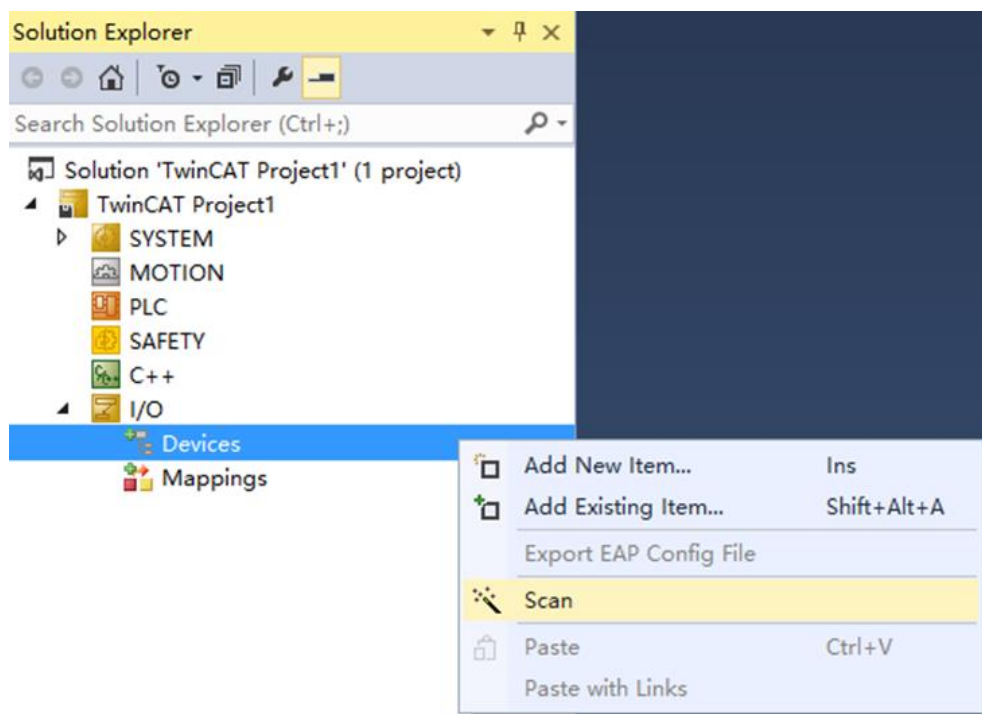 Solution Explorer
Search Solution Explorer (Ctrl+;)
Solution 'TwinCAT Project1' (1 project)
TwinCAT Project1
SYSTEM
MOTION
PLC
SAFETY
C++
I/O
Devices
Mappings
Add New Item... Ins
Add Existing Item... Shift+Alt+A
Export EAP Config File
Scan
Paste Ctrl+V
Paste with Links